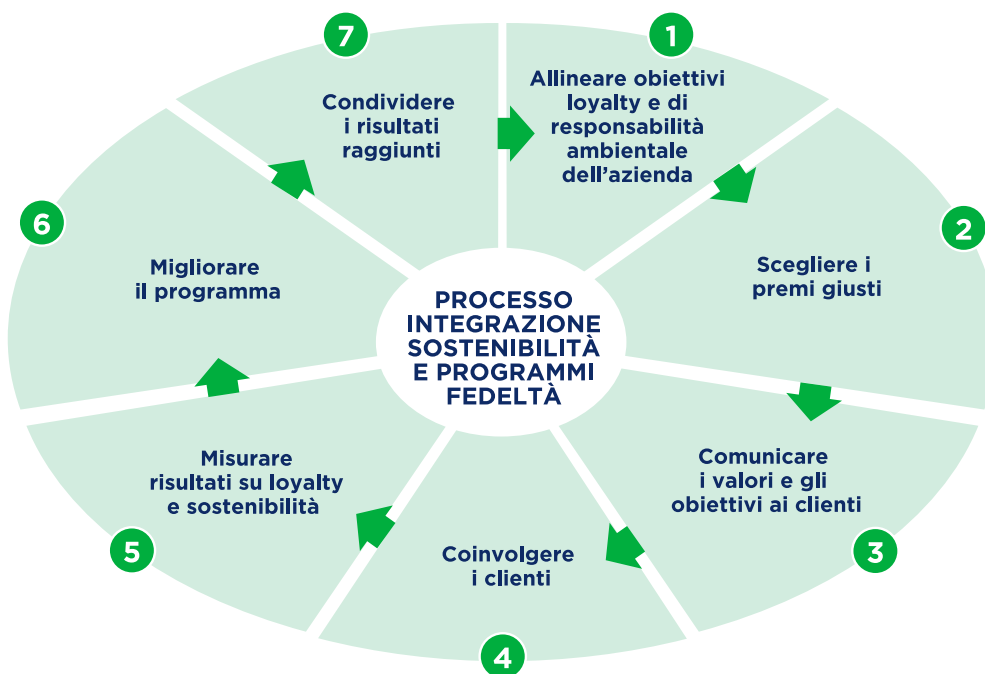 1
Allineare obiettivi
loyalty e di
responsabilità
ambientale
dell'azienda
2
Scegliere i
premi giusti
3
Comunicare
i valori e gli
obiettivi ai clienti
4
Coinvolgere
i clienti
5
Misurare
risultati su loyalty
e sostenibilità
6
Migliorare
il programma
7
Condividere
i risultati
raggiunti
PROCESSO
INTEGRAZIONE
SOSTENIBILITÀ
E PROGRAMMI
FEDELTÀ